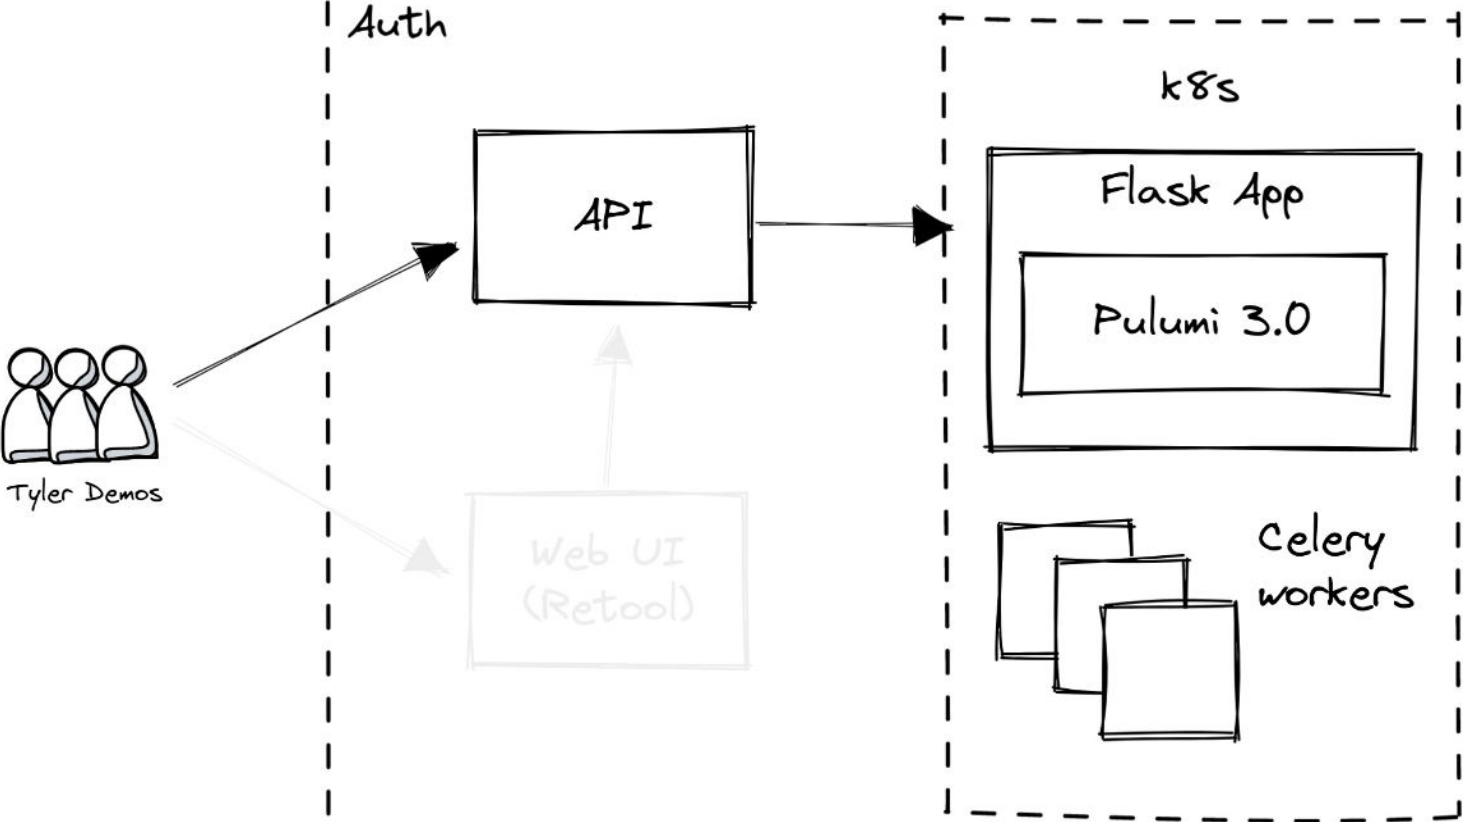 Auth
k8s
Flask App
API
Pulumi 3.0
Tyler Demos
Web UI
(Retool)
Celery
workers